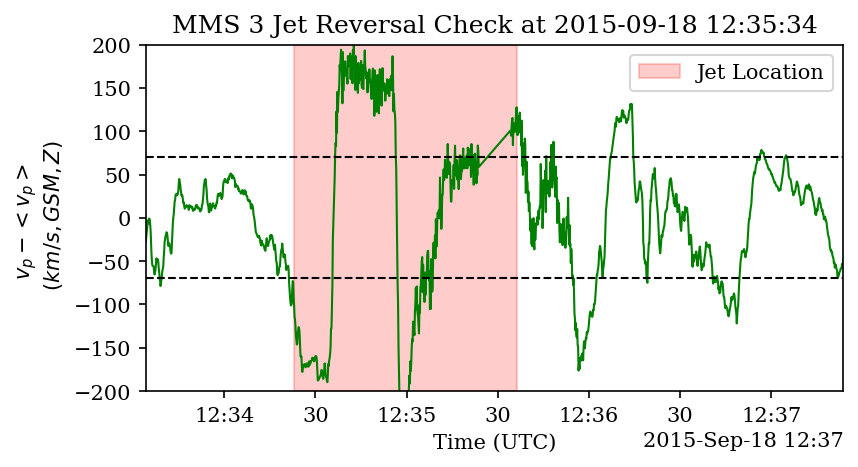 MMS 3 Jet Reversal Check at 2015-09-18 12:35:34
Jet Location
v_p − <v_p>
(km/s, GSM, Z)
200
150
100
50
0
−50
−100
−150
−200
12:34
30
12:35
30
12:36
30
12:37
Time (UTC)
2015-Sep-18 12:37